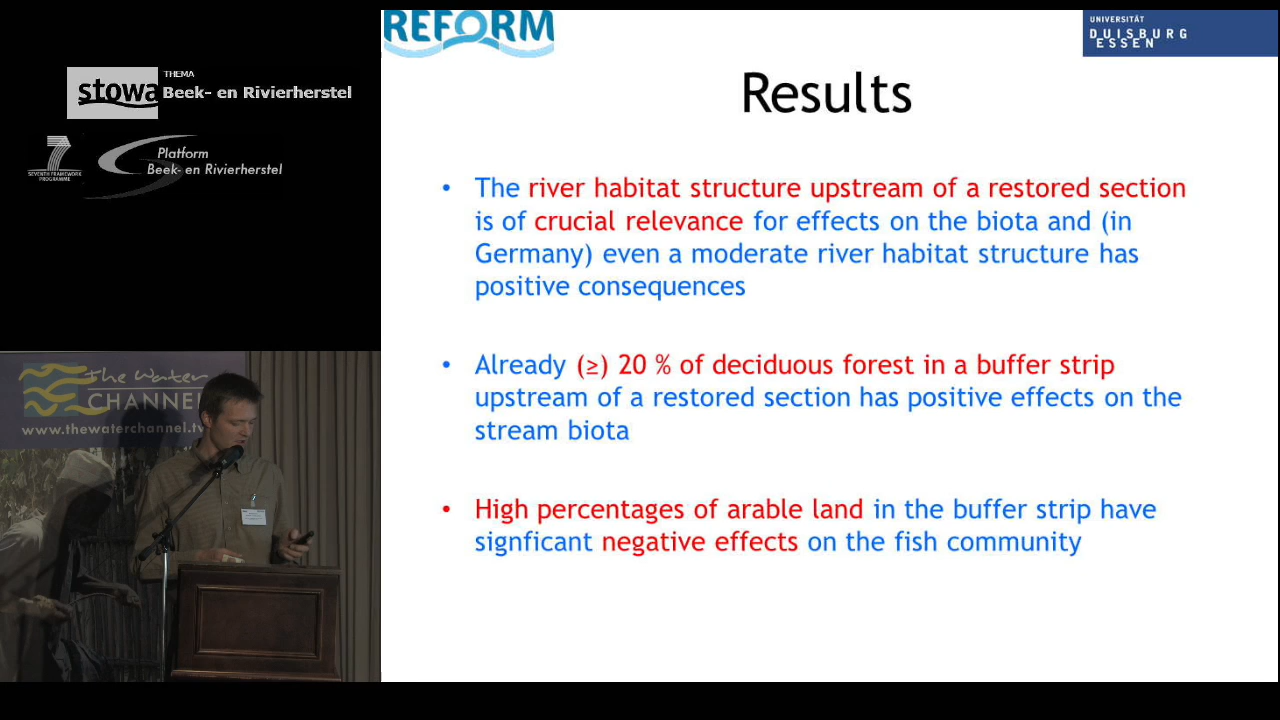 REFORM
UNIVERSITÄT
DUISBURG
ESSEN
stowa
THEMA
Beek- en Rivierherstel
SEVENTH FRAMEWORK
PROGRAMME
Platform
Beek- en Rivierherstel
Results
• The river habitat structure upstream of a restored section
is of crucial relevance for effects on the biota and (in
Germany) even a moderate river habitat structure has
positive consequences
• Already (≥) 20 % of deciduous forest in a buffer strip
upstream of a restored section has positive effects on the
stream biota
• High percentages of arable land in the buffer strip have
signficant negative effects on the fish community
the water
CHANNEL
www.thewaterchannel.tv